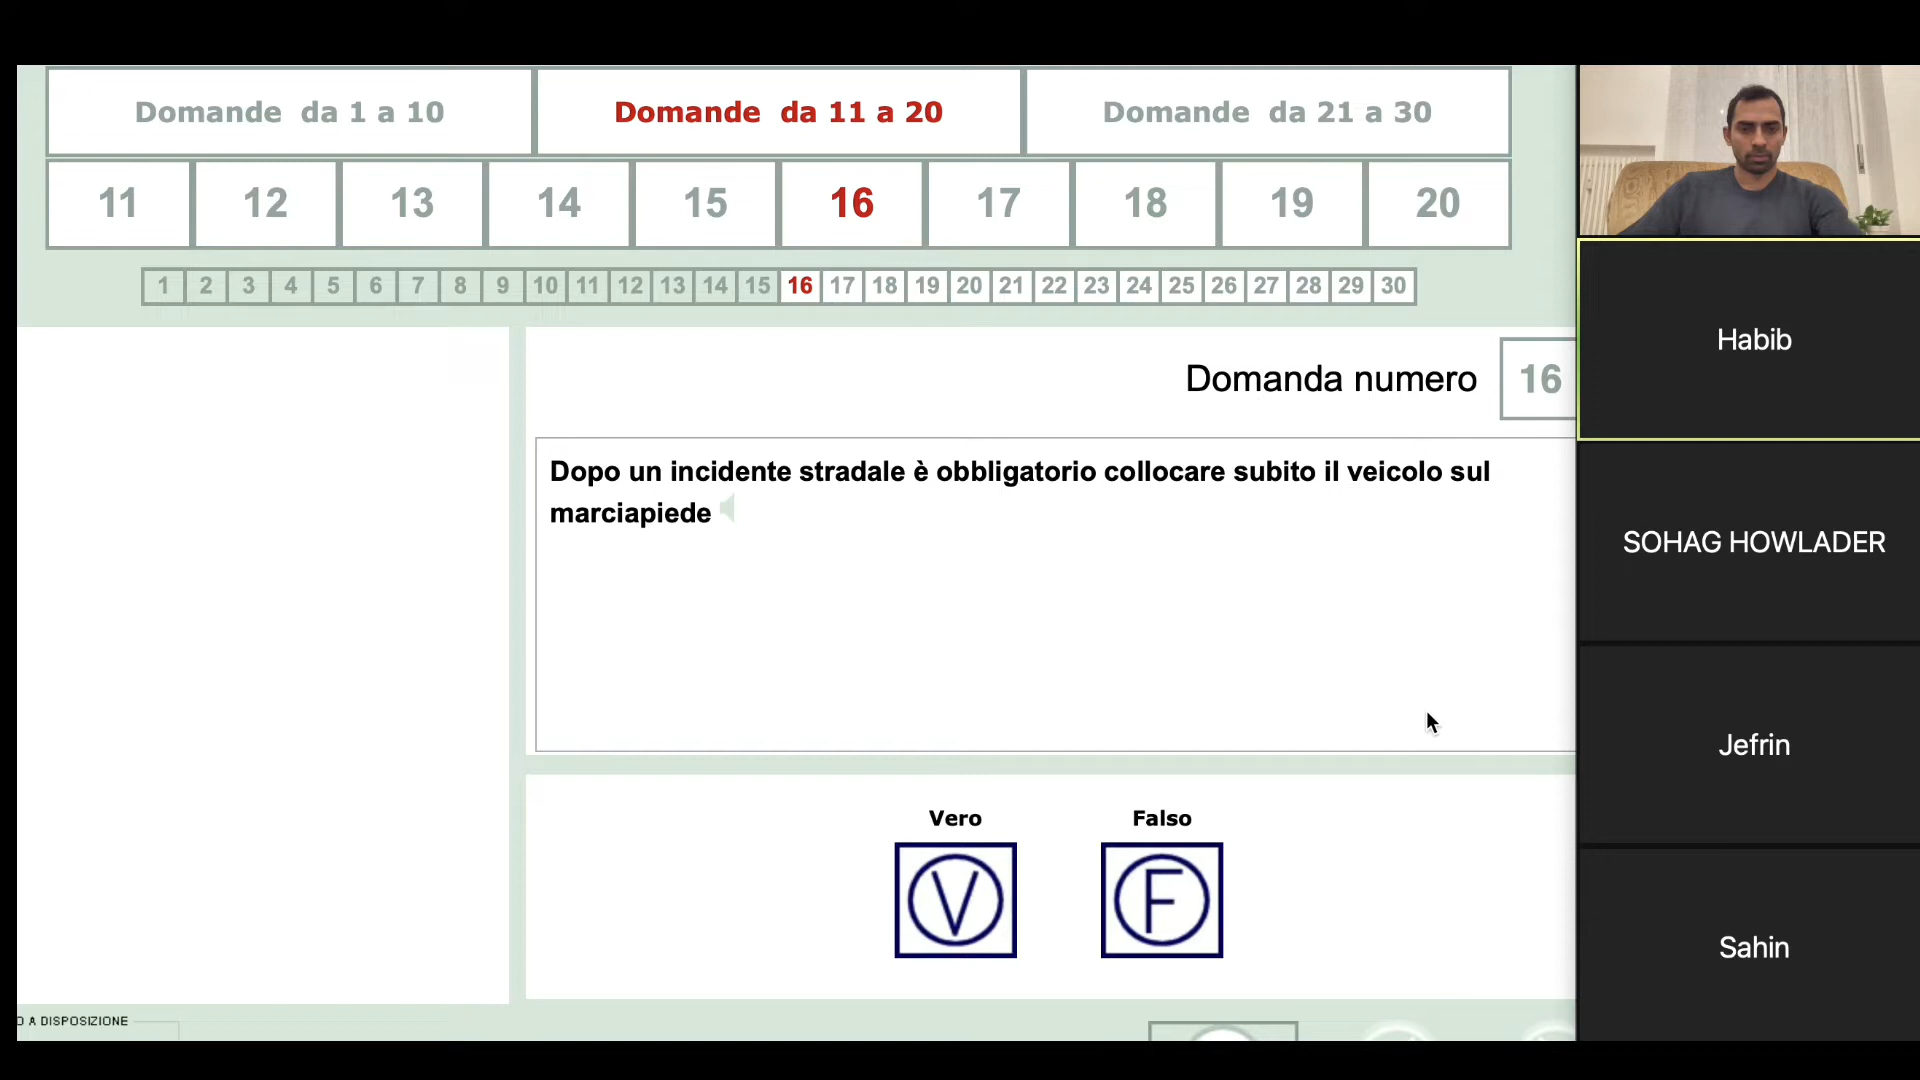 Domande da 1 a 10
Domande da 11 a 20
Domande da 21 a 30
11 12 13 14 15 16 17 18 19 20
1 2 3 4 5 6 7 8 9 10 11 12 13 14 15 16 17 18 19 20 21 22 23 24 25 26 27 28 29 30
Domanda numero 16
Dopo un incidente stradale è obbligatorio collocare subito il veicolo sul
marciapiede
Vero
Falso
V
F
O A DISPOSIZIONE
Habib
SOHAG HOWLADER
Jefrin
Sahin